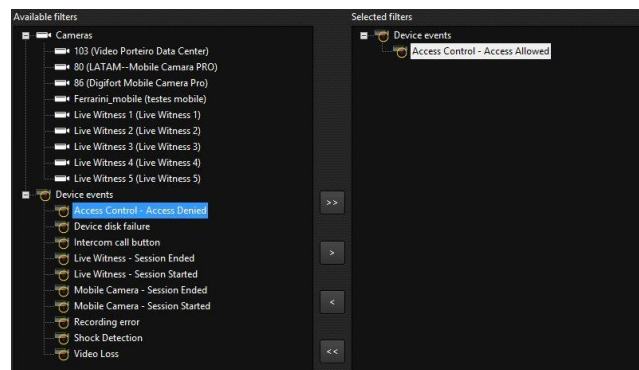 Available filters
Cameras
103 (Video Porteiro Data Center)
80 (LATAM--Mobile Camara PRO)
86 (Digifort Mobile Camera Pro)
Ferrarini_mobile (testes mobile)
Live Witness 1 (Live Witness 1)
Live Witness 2 (Live Witness 2)
Live Witness 3 (Live Witness 3)
Live Witness 4 (Live Witness 4)
Live Witness 5 (Live Witness 5)
Device events
Access Control - Access Denied
Device disk failure
Intercom call button
Live Witness - Session Ended
Live Witness - Session Started
Mobile Camera - Session Ended
Mobile Camera - Session Started
Recording error
Shock Detection
Video Loss
>>
>
<
<<
Selected filters
Device events
Access Control - Access Allowed